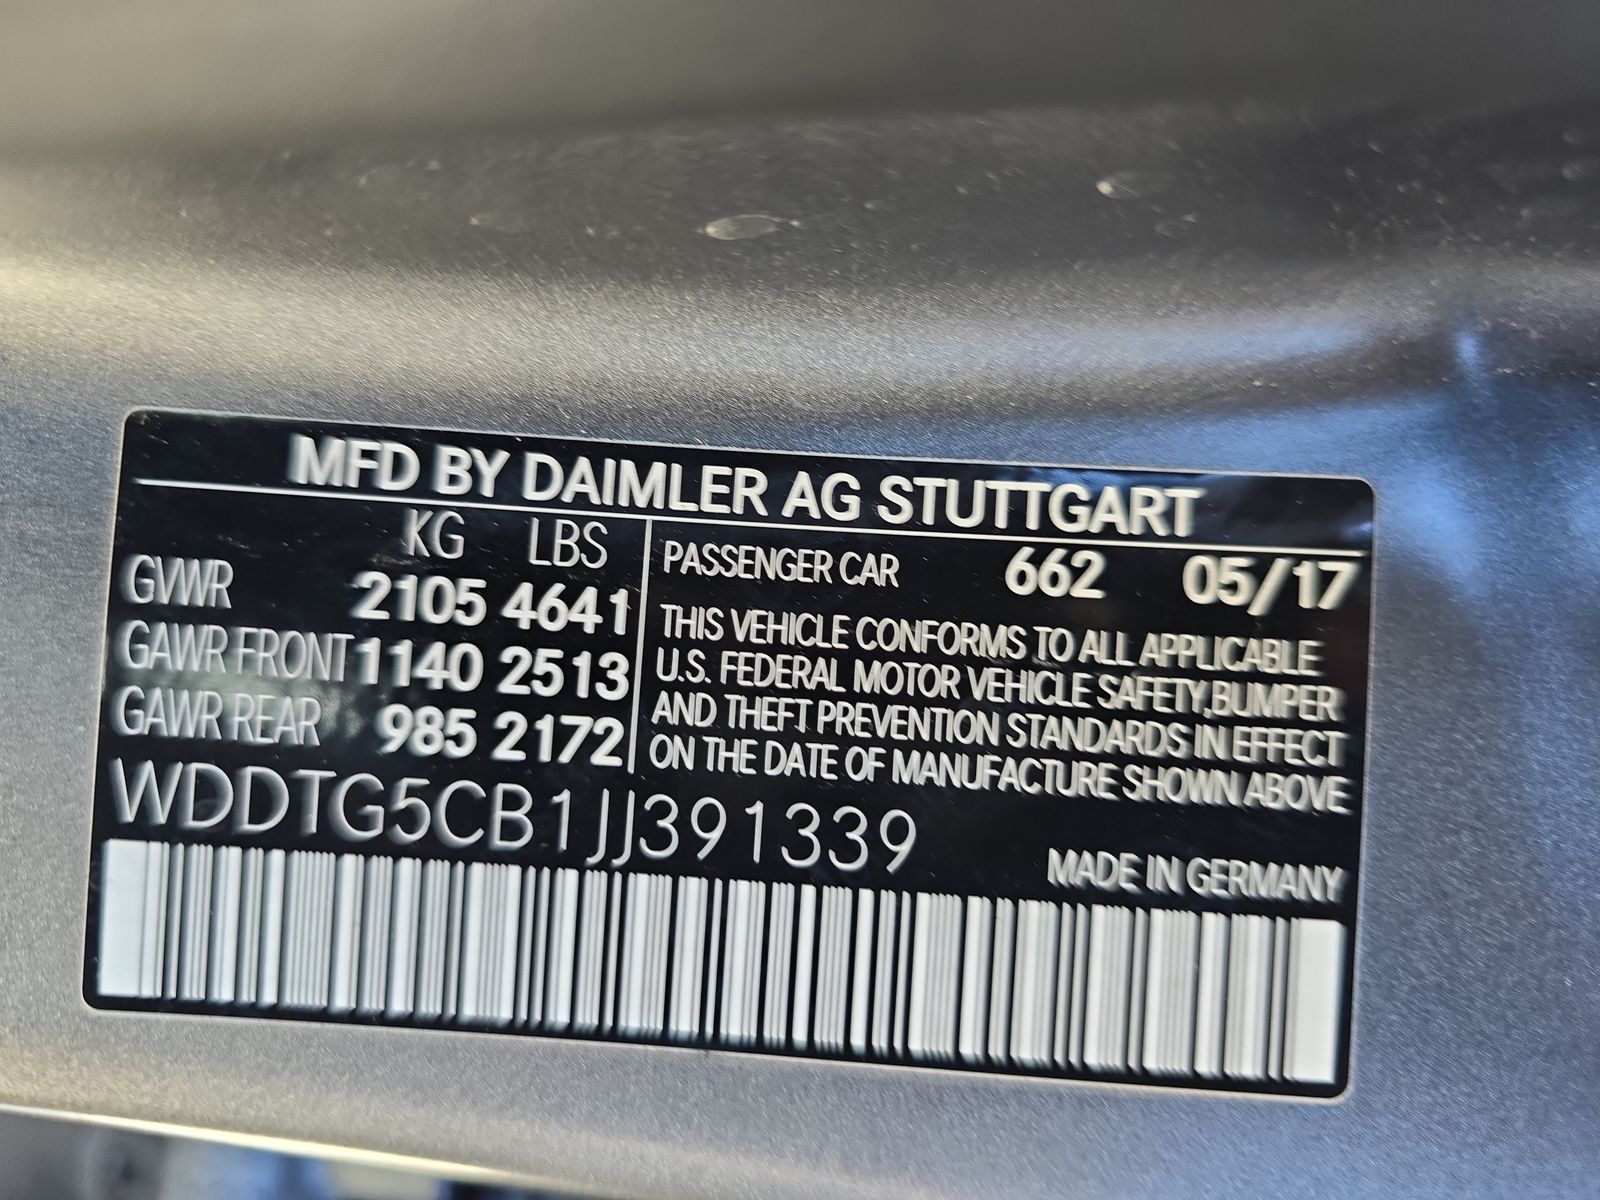 MFD BY DAIMLER AG STUTTGART
KG LBS
GVWR 2105 4641
GAWR FRONT 1140 2513
GAWR REAR 985 2172
PASSENGER CAR 662 05/17
THIS VEHICLE CONFORMS TO ALL APPLICABLE
U.S. FEDERAL MOTOR VEHICLE SAFETY,BUMPER
AND THEFT PREVENTION STANDARDS IN EFFECT
ON THE DATE OF MANUFACTURE SHOWN ABOVE
WDDTG5CB1JJ391339
MADE IN GERMANY